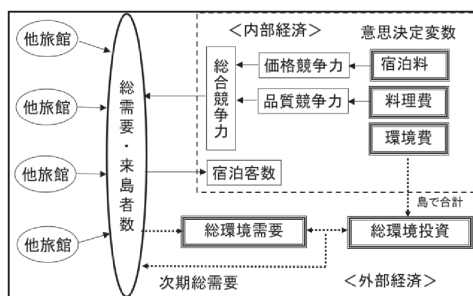 他旅館
他旅館
他旅館
他旅館
総需要・来島者数
＜内部経済＞
意思決定変数
総合競争力
価格競争力
宿泊料
品質競争力
料理費
環境費
宿泊客数
島で合計
総環境需要
総環境投資
次期総需要
＜外部経済＞